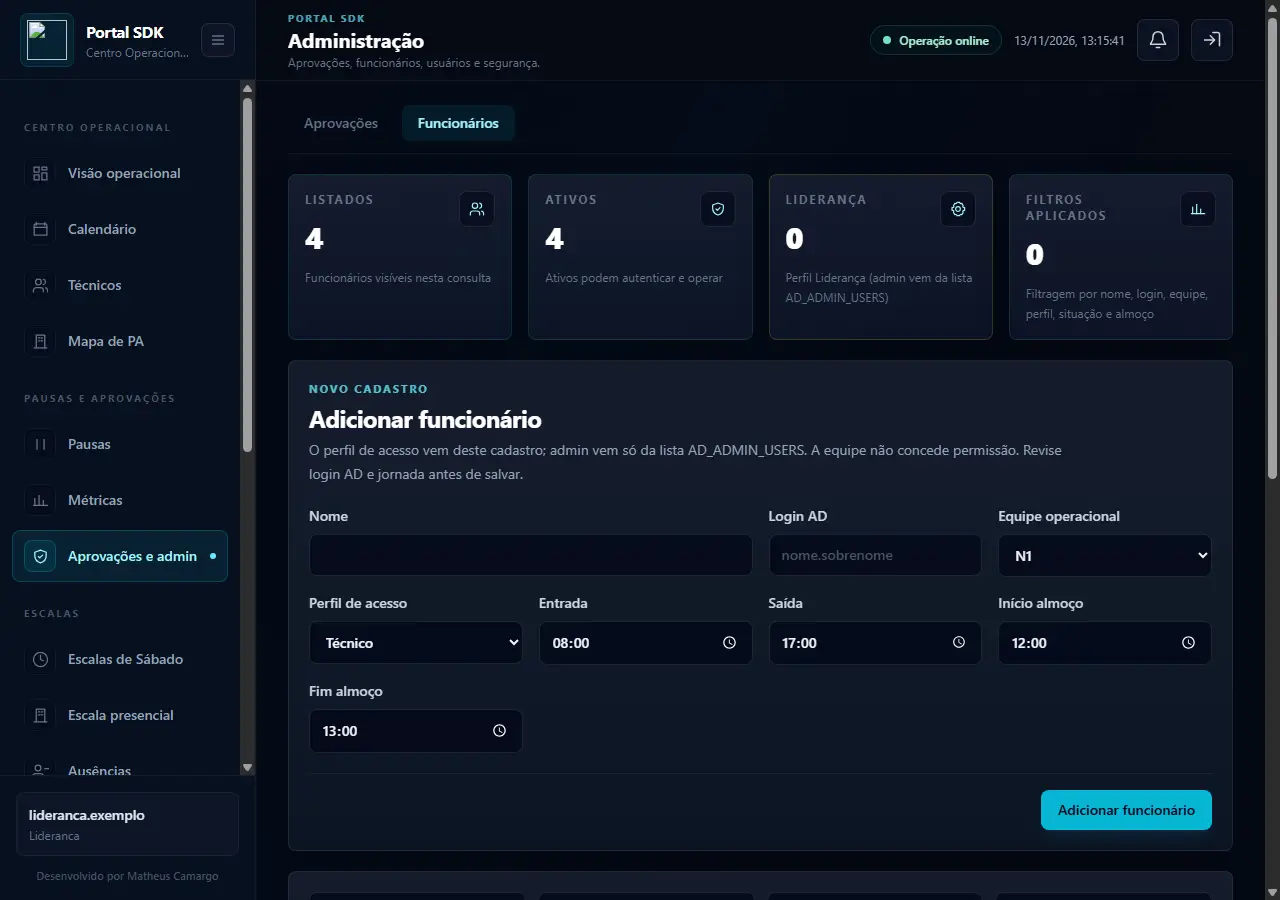 Portal SDK
Centro Operacion...
CENTRO OPERACIONAL
Visão operacional
Calendário
Técnicos
Mapa de PA
PAUSAS E APROVAÇÕES
Pausas
Métricas
Aprovações e admin
ESCALAS
Escalas de Sábado
Escala presencial
Ausências
lideranca.exemplo
Lideranca
Desenvolvido por Matheus Camargo
PORTAL SDK
Administração
Aprovações, funcionários, usuários e segurança.
Operação online
13/11/2026, 13:15:41
Aprovações
Funcionários
LISTADOS
4
Funcionários visíveis nesta consulta
ATIVOS
4
Ativos podem autenticar e operar
LIDERANÇA
0
Perfil Liderança (admin vem da lista
AD_ADMIN_USERS)
FILTROS
APLICADOS
0
Filtragem por nome, login, equipe,
perfil, situação e almoço
NOVO CADASTRO
Adicionar funcionário
O perfil de acesso vem deste cadastro; admin vem só da lista AD_ADMIN_USERS. A equipe não concede permissão. Revise
login AD e jornada antes de salvar.
Nome
Login AD
nome.sobrenome
Equipe operacional
N1
Perfil de acesso
Técnico
Entrada
08:00
Saída
17:00
Início almoço
12:00
Fim almoço
13:00
Adicionar funcionário